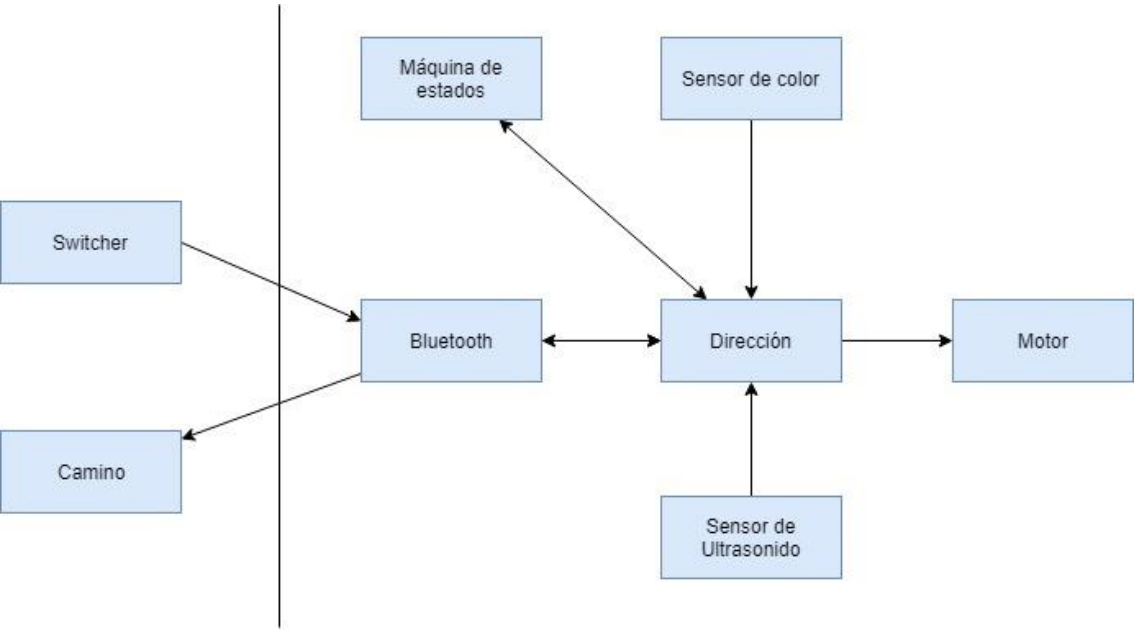 Máquina de
estados
Sensor de color
Switcher
Bluetooth
Dirección
Motor
Camino
Sensor de
Ultrasonido